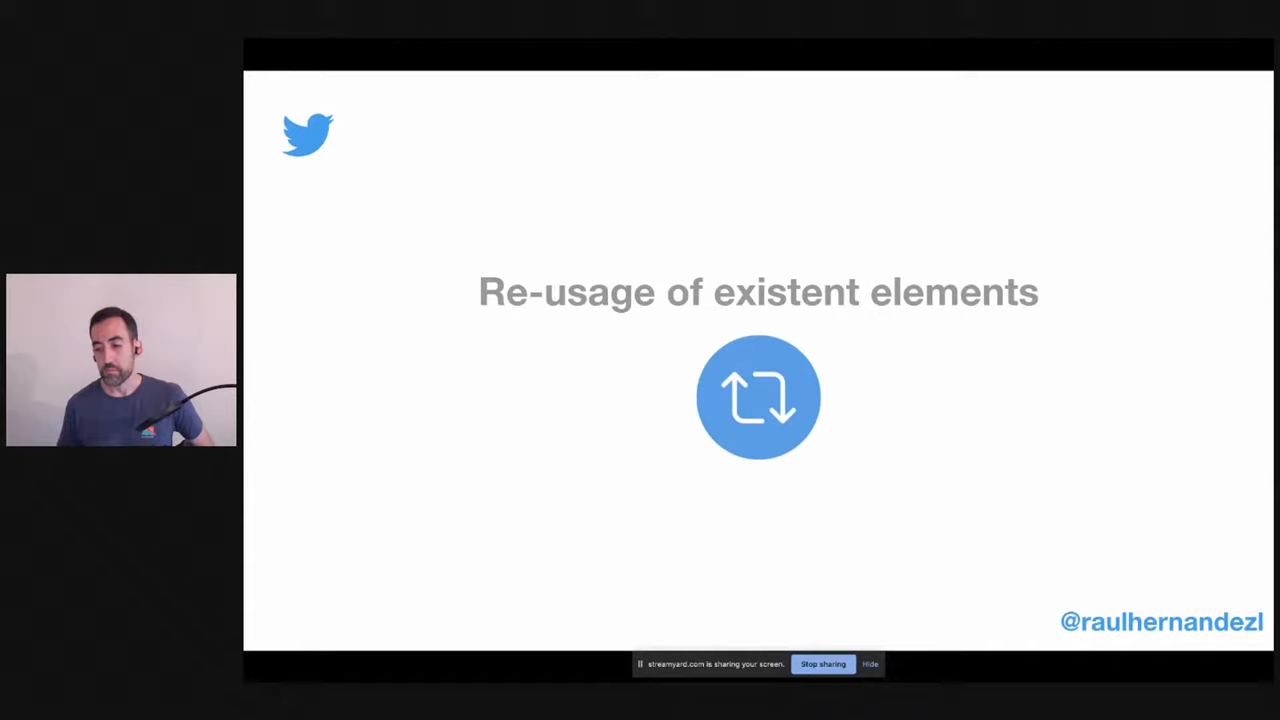 Re-usage of existent elements
@raulhernandezl
streamyard.com is sharing your screen.
Stop sharing
Hide